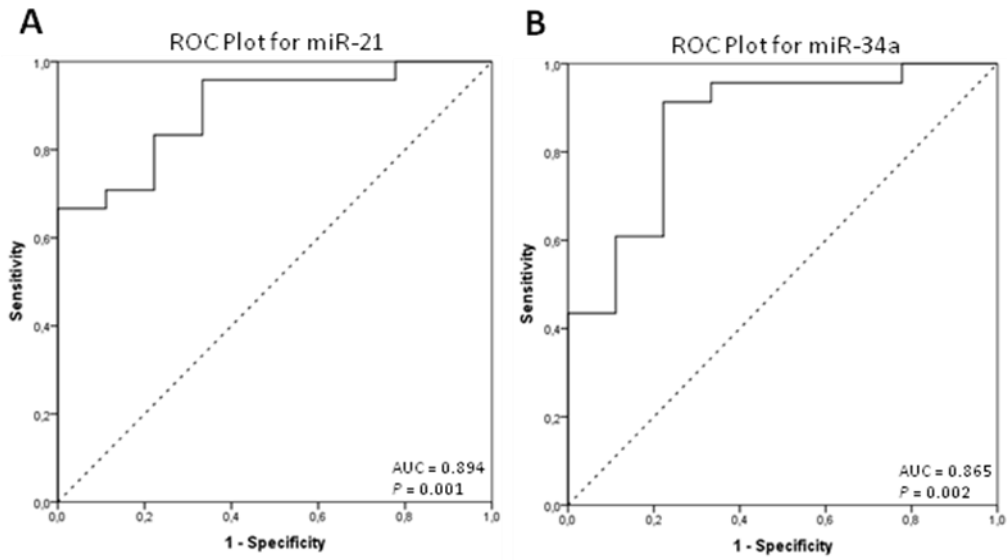 A
ROC Plot for miR-21
1,0
0,8
0,6
0,4
0,2
0,0
Sensitivity
0,0 0,2 0,4 0,6 0,8 1,0
1 - Specificity
AUC = 0.894
P = 0.001
B
ROC Plot for miR-34a
1,0
0,8
0,6
0,4
0,2
0,0
Sensitivity
0,0 0,2 0,4 0,6 0,8 1,0
1 - Specificity
AUC = 0.865
P = 0.002